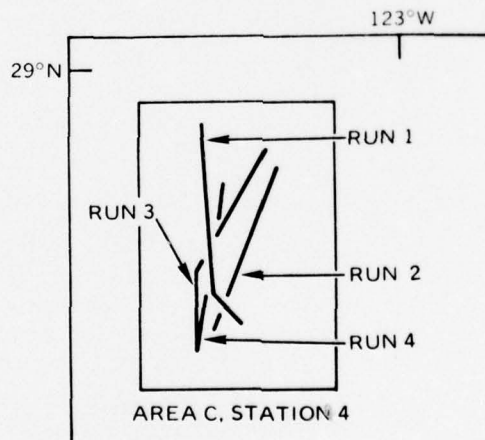 123°W
29°N
RUN 1
RUN 3
RUN 2
RUN 4
AREA C, STATION 4